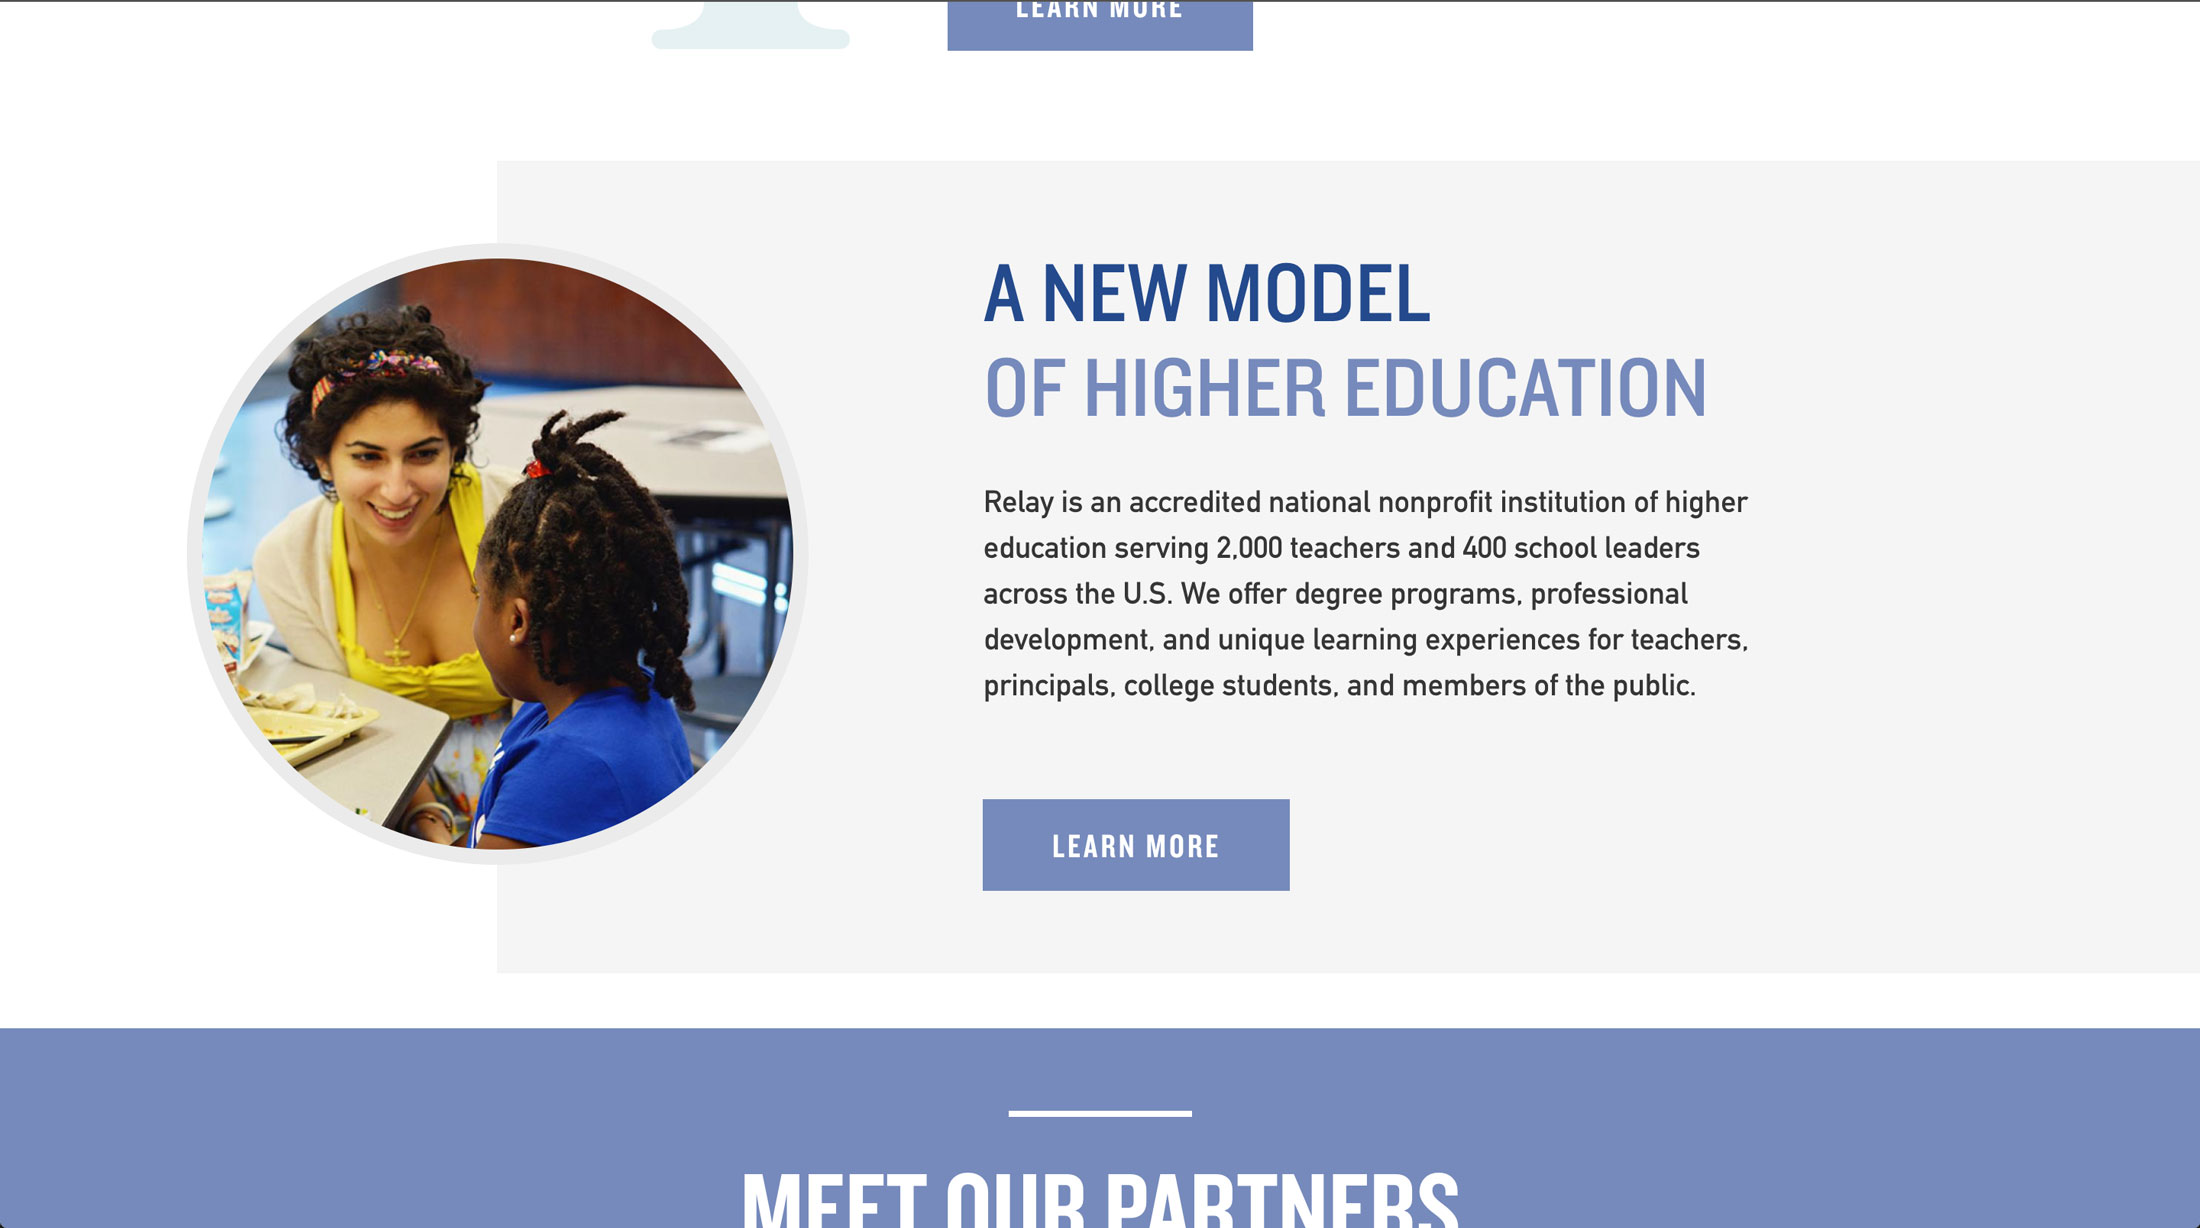 LEARN MORE
A NEW MODEL
OF HIGHER EDUCATION
Relay is an accredited national nonprofit institution of higher
education serving 2,000 teachers and 400 school leaders
across the U.S. We offer degree programs, professional
development, and unique learning experiences for teachers,
principals, college students, and members of the public.
LEARN MORE
MEET OUR PARTNERS